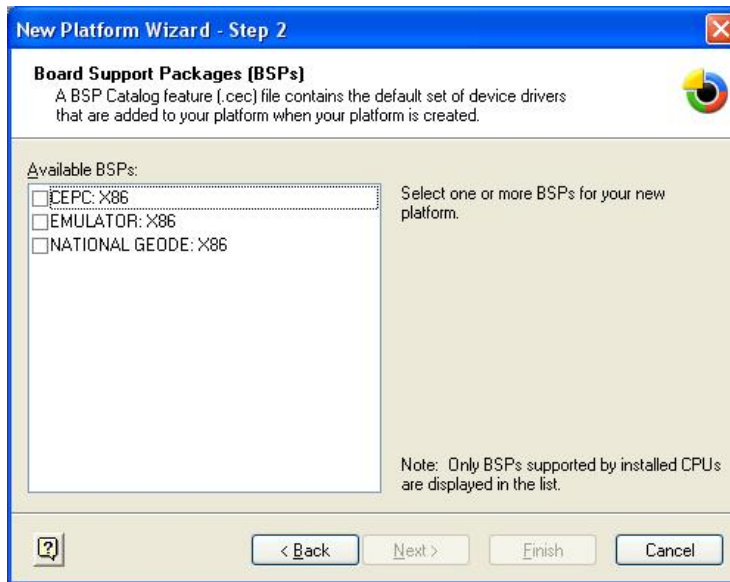 New Platform Wizard - Step 2
Board Support Packages (BSPs)
A BSP Catalog feature (.cec) file contains the default set of device drivers
that are added to your platform when your platform is created.
Available BSPs:
CEPC: X86
EMULATOR: X86
NATIONAL GEODE: X86
Select one or more BSPs for your new
platform.
Note: Only BSPs supported by installed CPUs
are displayed in the list.
?
< Back
Next >
Finish
Cancel